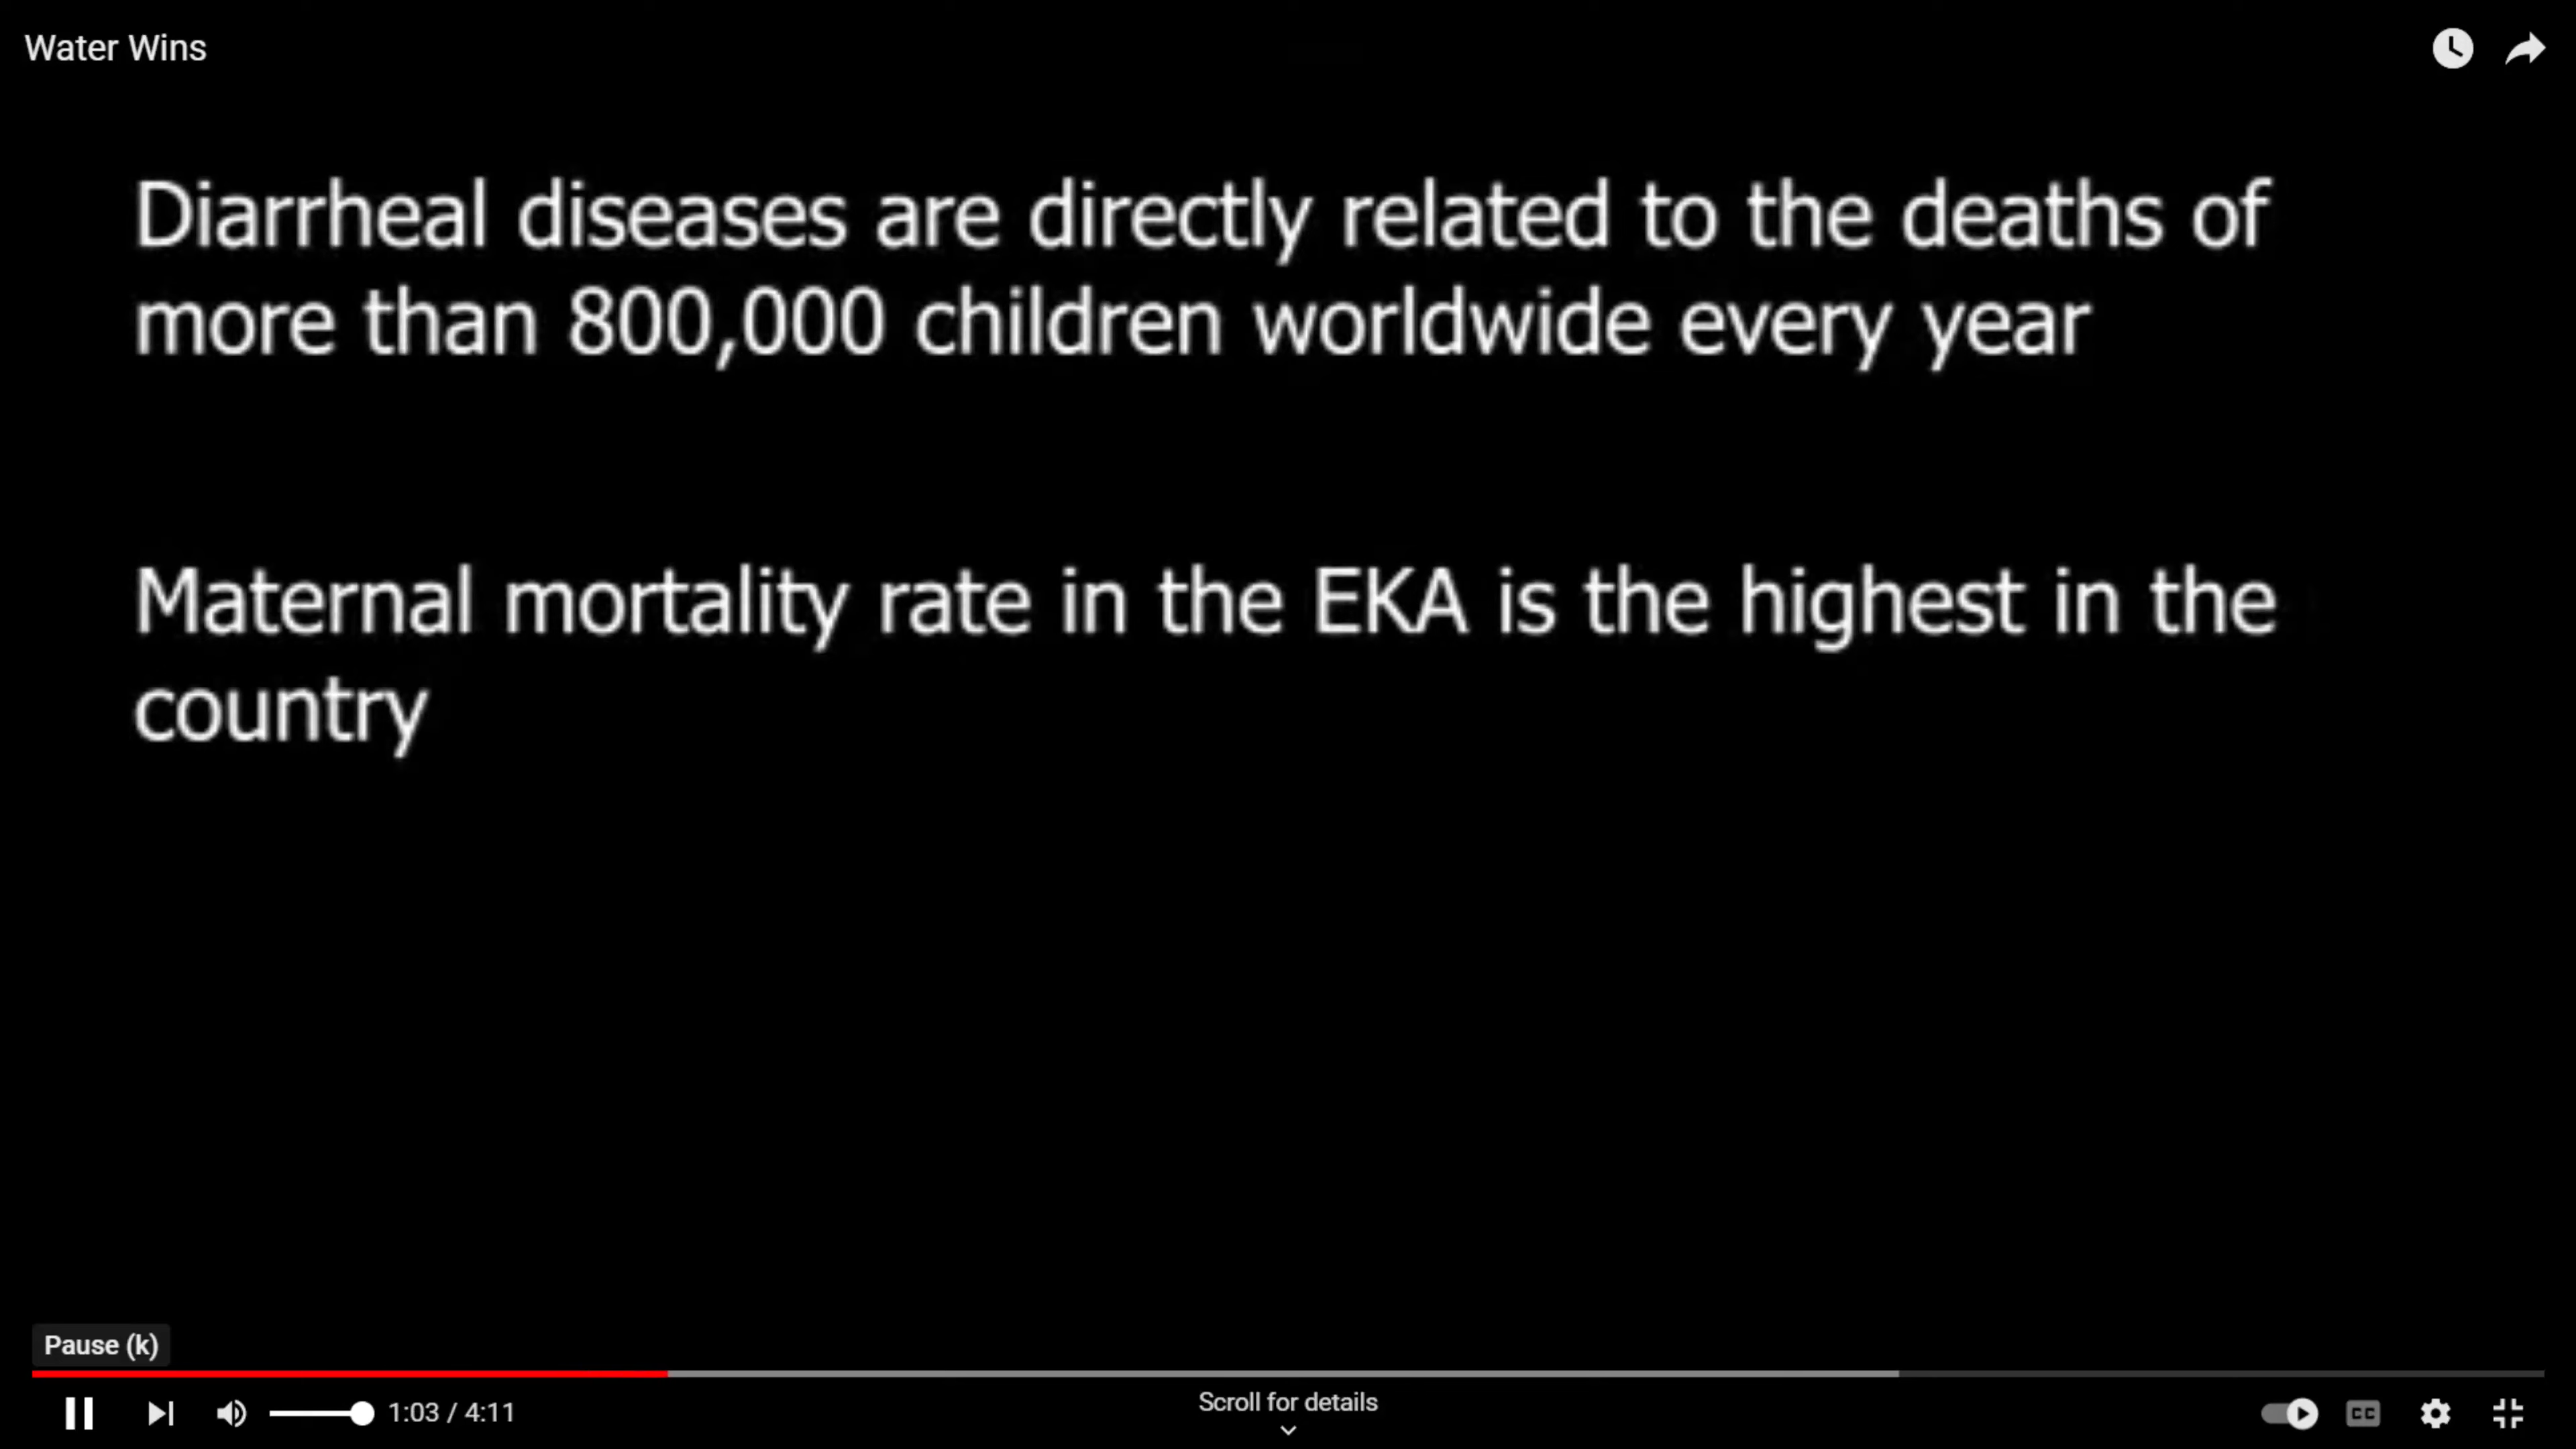 Water Wins
Diarrheal diseases are directly related to the deaths of
more than 800,000 children worldwide every year
Maternal mortality rate in the EKA is the highest in the
country
Pause (k)
1:03 / 4:11
Scroll for details
CC